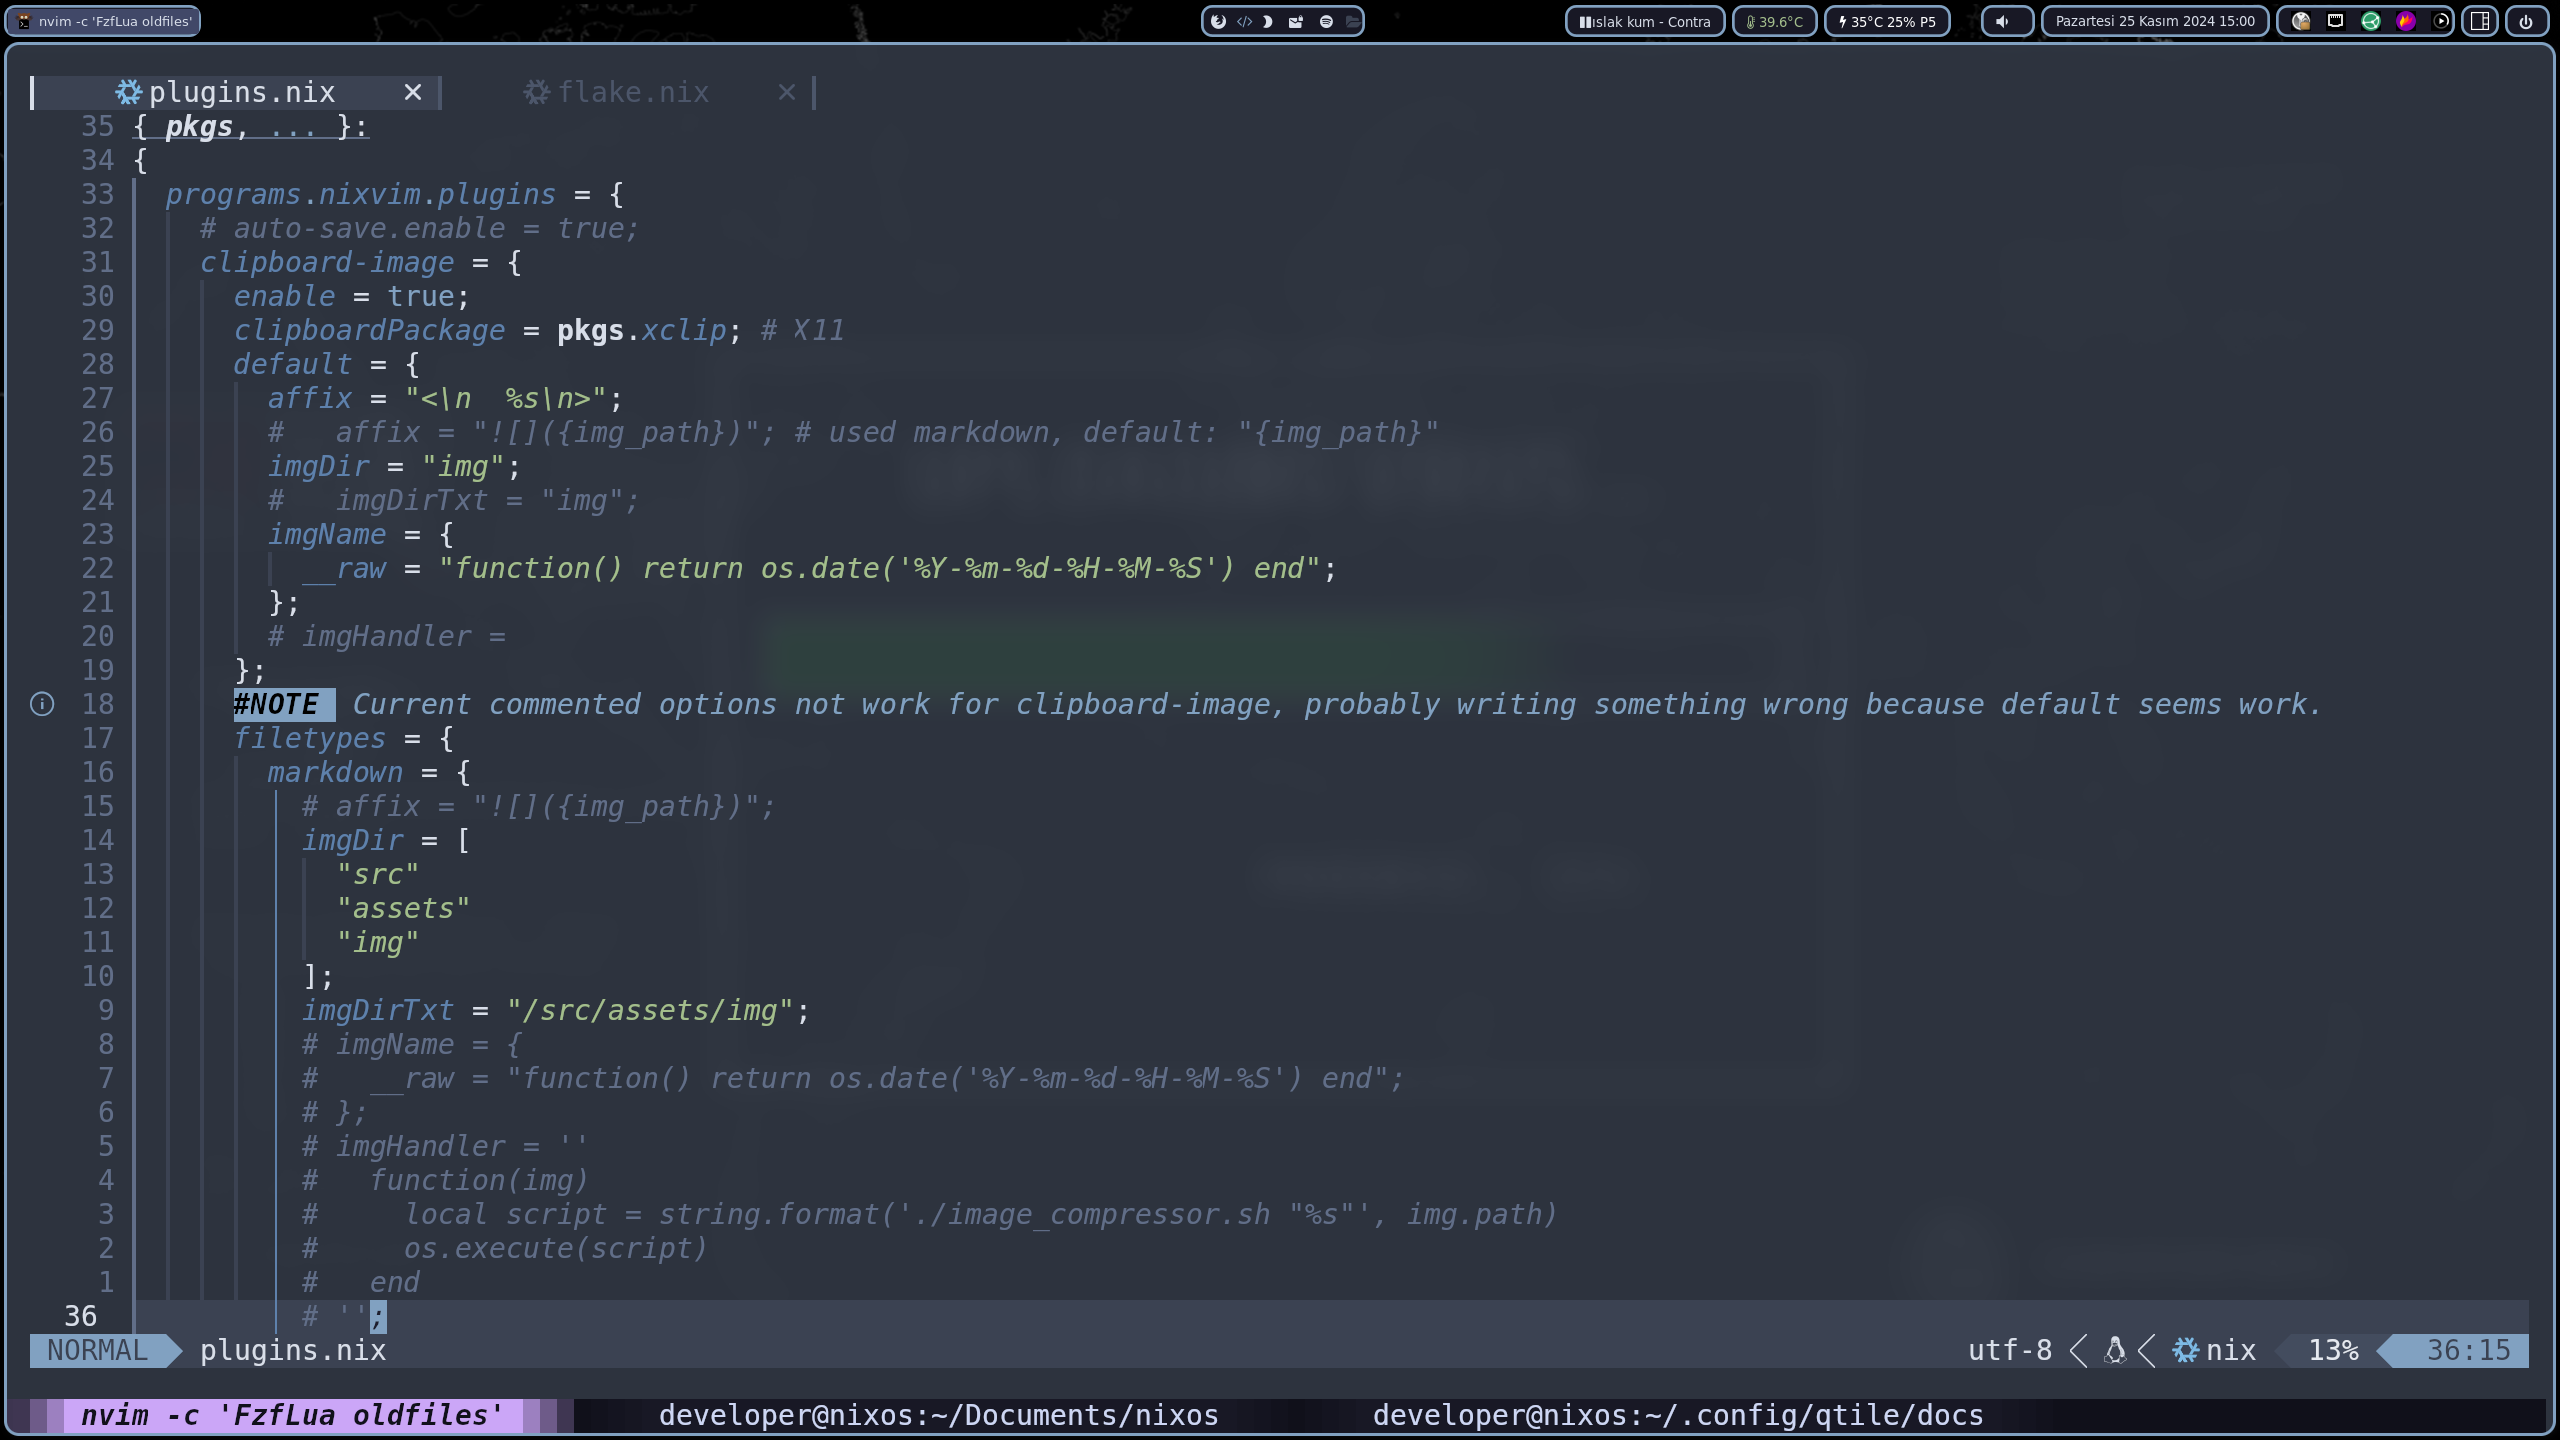 nvim -c 'FzfLua oldfiles' ıslak kum - Contra 39.6°C 35°C 25% P5 Pazartesi 25 Kasım 2024 15:00
plugins.nix ✕ flake.nix ✕
35 { pkgs, ... }:
34 {
33 programs.nixvim.plugins = {
32 # auto-save.enable = true;
31 clipboard-image = {
30 enable = true;
29 clipboardPackage = pkgs.xclip; # X11
28 default = {
27 affix = "<\n  %s\n>";
26 #   affix = "![]({img_path})"; # used markdown, default: "{img_path}"
25 imgDir = "img";
24 #   imgDirTxt = "img";
23 imgName = {
22 __raw = "function() return os.date('%Y-%m-%d-%H-%M-%S') end";
21 };
20 # imgHandler =
19 };
18 #NOTE Current commented options not work for clipboard-image, probably writing something wrong because default seems work.
17 filetypes = {
16 markdown = {
15 # affix = "![]({img_path})";
14 imgDir = [
13 "src"
12 "assets"
11 "img"
10 ];
9 imgDirTxt = "/src/assets/img";
8 # imgName = {
7 #   __raw = "function() return os.date('%Y-%m-%d-%H-%M-%S') end";
6 # };
5 # imgHandler = ''
4 #   function(img)
3 #     local script = string.format('./image_compressor.sh "%s"', img.path)
2 #     os.execute(script)
1 #   end
36 # '';
NORMAL plugins.nix utf-8 nix 13% 36:15
nvim -c 'FzfLua oldfiles' developer@nixos:~/Documents/nixos developer@nixos:~/.config/qtile/docs